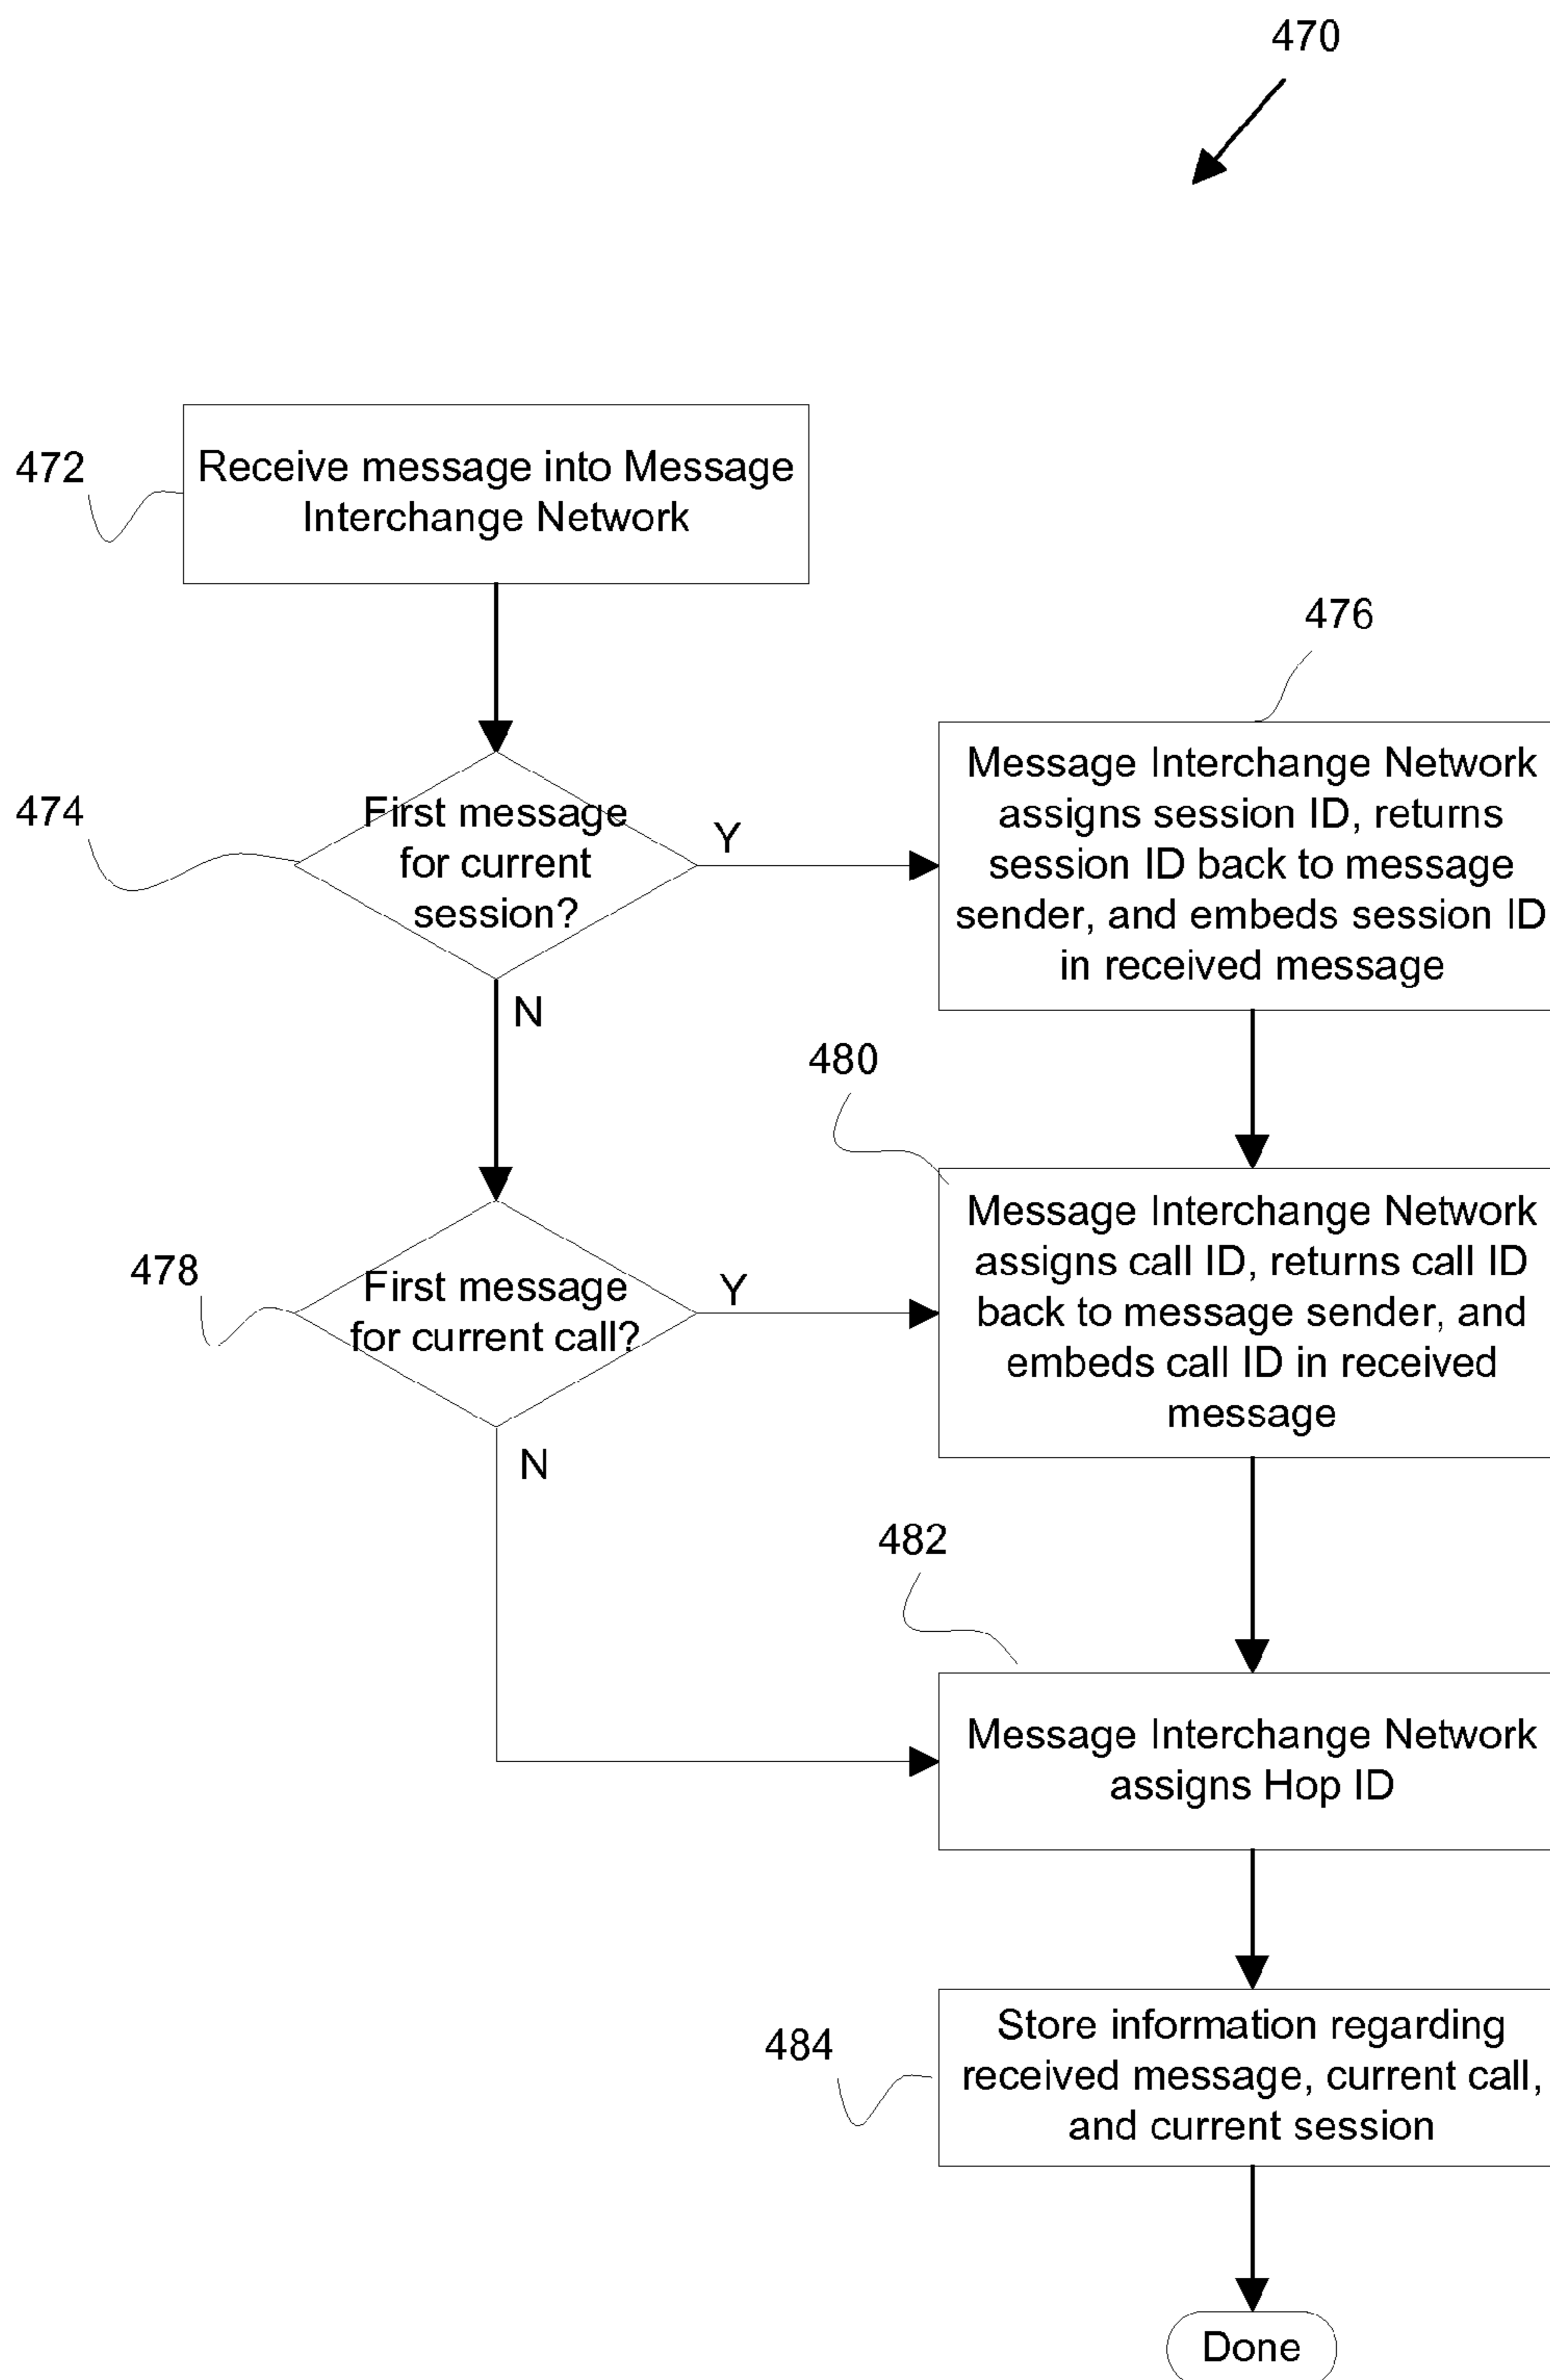 470
472
Receive message into Message
Interchange Network
476
474
First message
for current
session?
Y
N
Message Interchange Network
assigns session ID, returns
session ID back to message
sender, and embeds session ID
in received message
480
478
First message
for current call?
Y
N
Message Interchange Network
assigns call ID, returns call ID
back to message sender, and
embeds call ID in received
message
482
Message Interchange Network
assigns Hop ID
484
Store information regarding
received message, current call,
and current session
Done